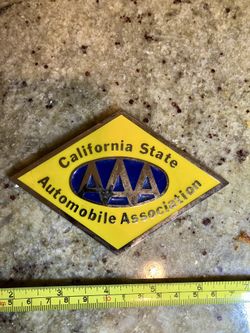 California State
AAA
Automobile Association